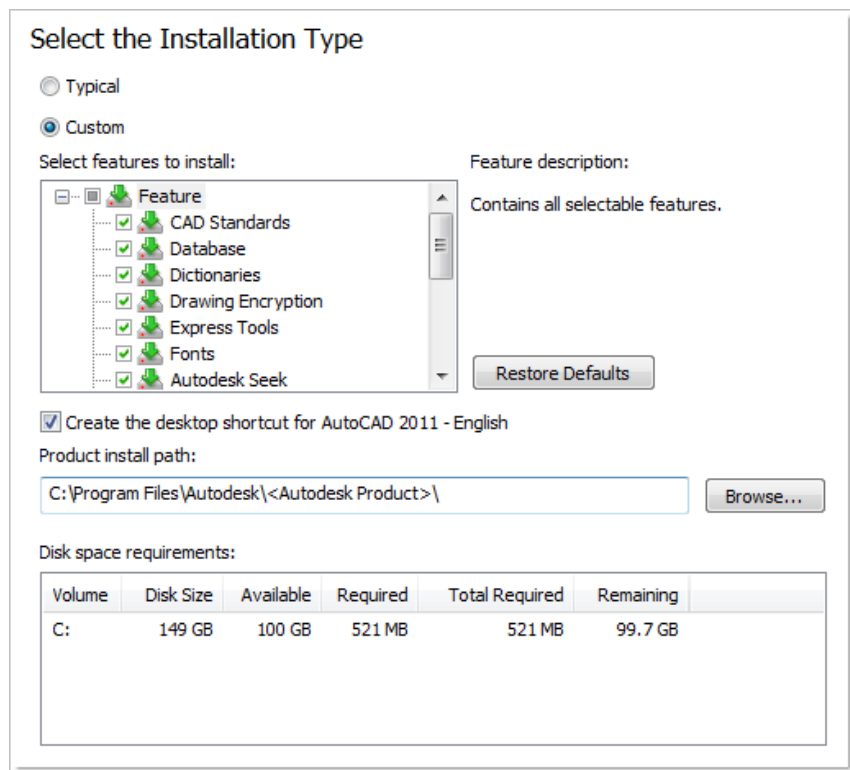 Select the Installation Type
Typical
Custom
Select features to install:
Feature description:
Feature
Contains all selectable features.
CAD Standards
Database
Dictionaries
Drawing Encryption
Express Tools
Fonts
Autodesk Seek
Restore Defaults
Create the desktop shortcut for AutoCAD 2011 - English
Product install path:
C:\Program Files\Autodesk\<Autodesk Product>\
Browse...
Disk space requirements:
Volume Disk Size Available Required Total Required Remaining
C: 149 GB 100 GB 521 MB 521 MB 99.7 GB